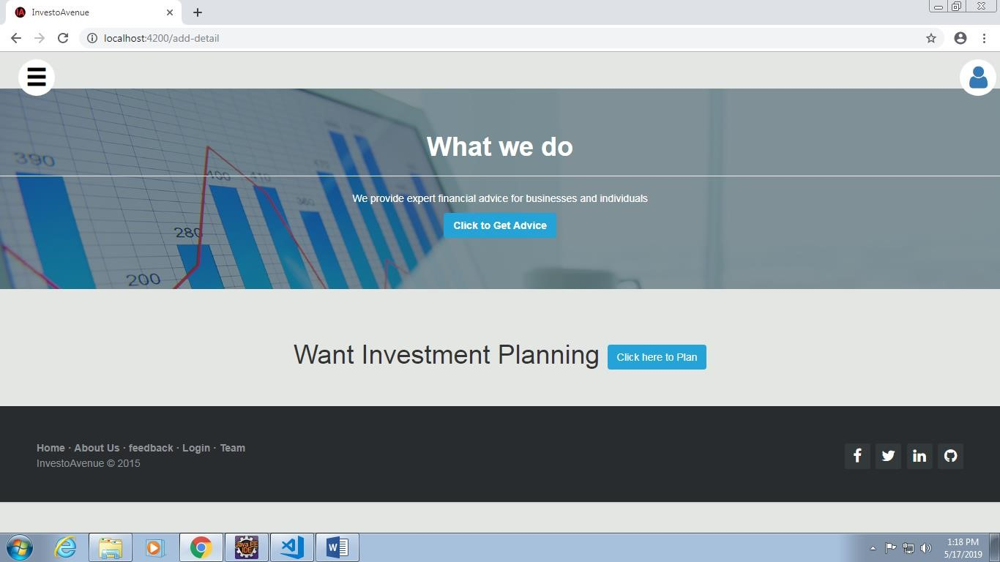 InvestoAvenue
localhost:4200/add-detail
What we do
390
400
410
280
200
We provide expert financial advice for businesses and individuals
Click to Get Advice
Want Investment Planning Click here to Plan
Home · About Us · feedback · Login · Team
InvestoAvenue © 2015
Java EE
IDE
1:18 PM
5/17/2019